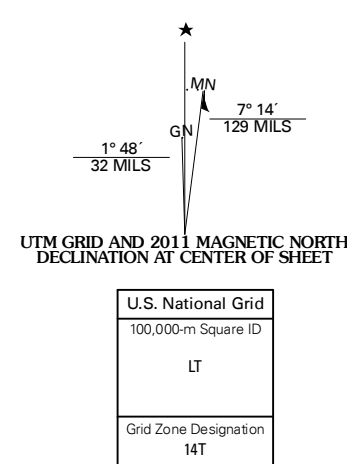 MN
GN
7° 14´
129 MILS
1° 48´
32 MILS
UTM GRID AND 2011 MAGNETIC NORTH
DECLINATION AT CENTER OF SHEET
U.S. National Grid
100,000-m Square ID
LT
Grid Zone Designation
14T